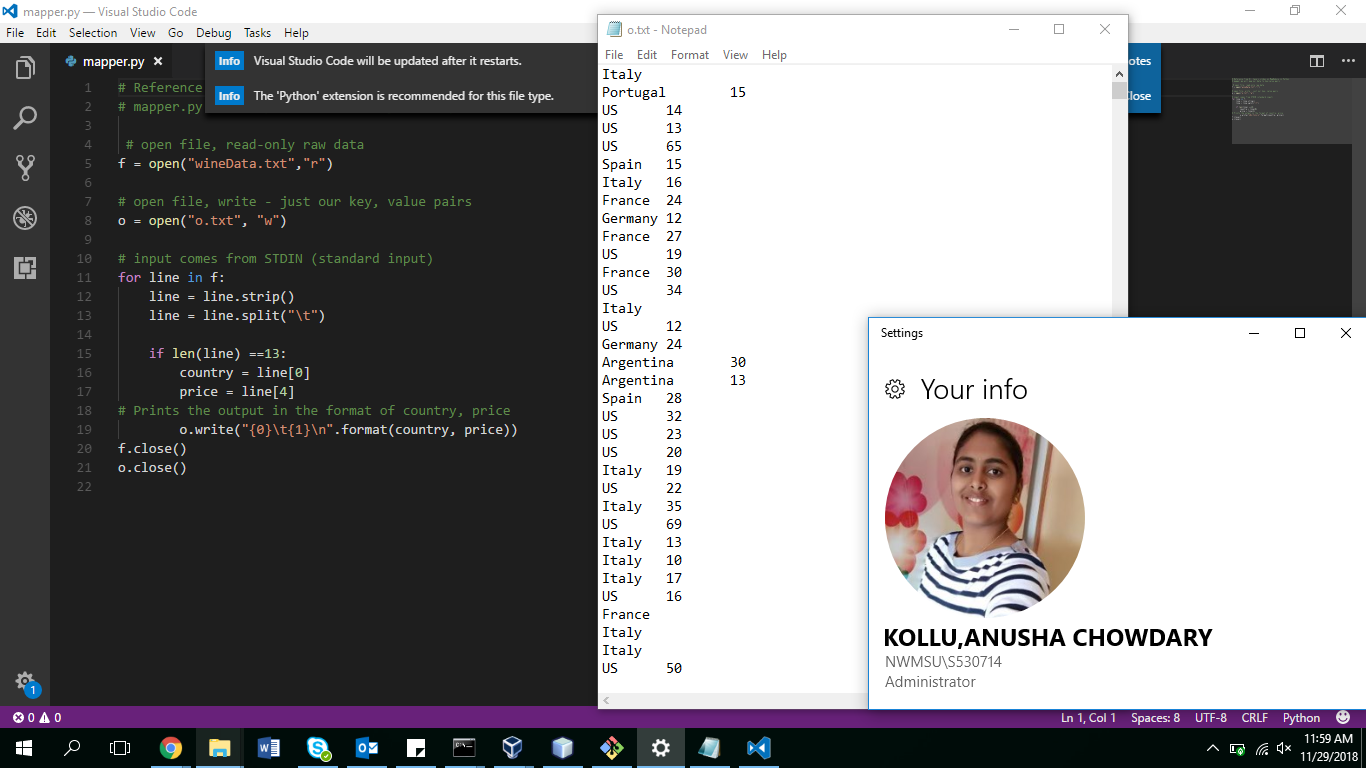 mapper.py — Visual Studio Code
File Edit Selection View Go Debug Tasks Help
mapper.py
Info Visual Studio Code will be updated after it restarts.
Info The 'Python' extension is recommended for this file type.
otes
lose
1 # Reference
2 # mapper.py
3
4 # open file, read-only raw data
5 f = open("wineData.txt","r")
6
7 # open file, write - just our key, value pairs
8 o = open("o.txt", "w")
9
10 # input comes from STDIN (standard input)
11 for line in f:
12 line = line.strip()
13 line = line.split("\t")
14
15 if len(line) ==13:
16 country = line[0]
17 price = line[4]
18 # Prints the output in the format of country, price
19 o.write("{0}\t{1}\n".format(country, price))
20 f.close()
21 o.close()
22
o.txt - Notepad
File Edit Format View Help
Italy
Portugal 15
US 14
US 13
US 65
Spain 15
Italy 16
France 24
Germany 12
France 27
US 19
France 30
US 34
Italy
US 12
Germany 24
Argentina 30
Argentina 13
Spain 28
US 32
US 23
US 20
Italy 19
US 22
Italy 35
US 69
Italy 13
Italy 10
Italy 17
US 16
France
Italy
Italy
US 50
Settings
Your info
KOLLU,ANUSHA CHOWDARY
NWMSU\S530714
Administrator
1
0 0
Ln 1, Col 1 Spaces: 8 UTF-8 CRLF Python
11:59 AM
11/29/2018